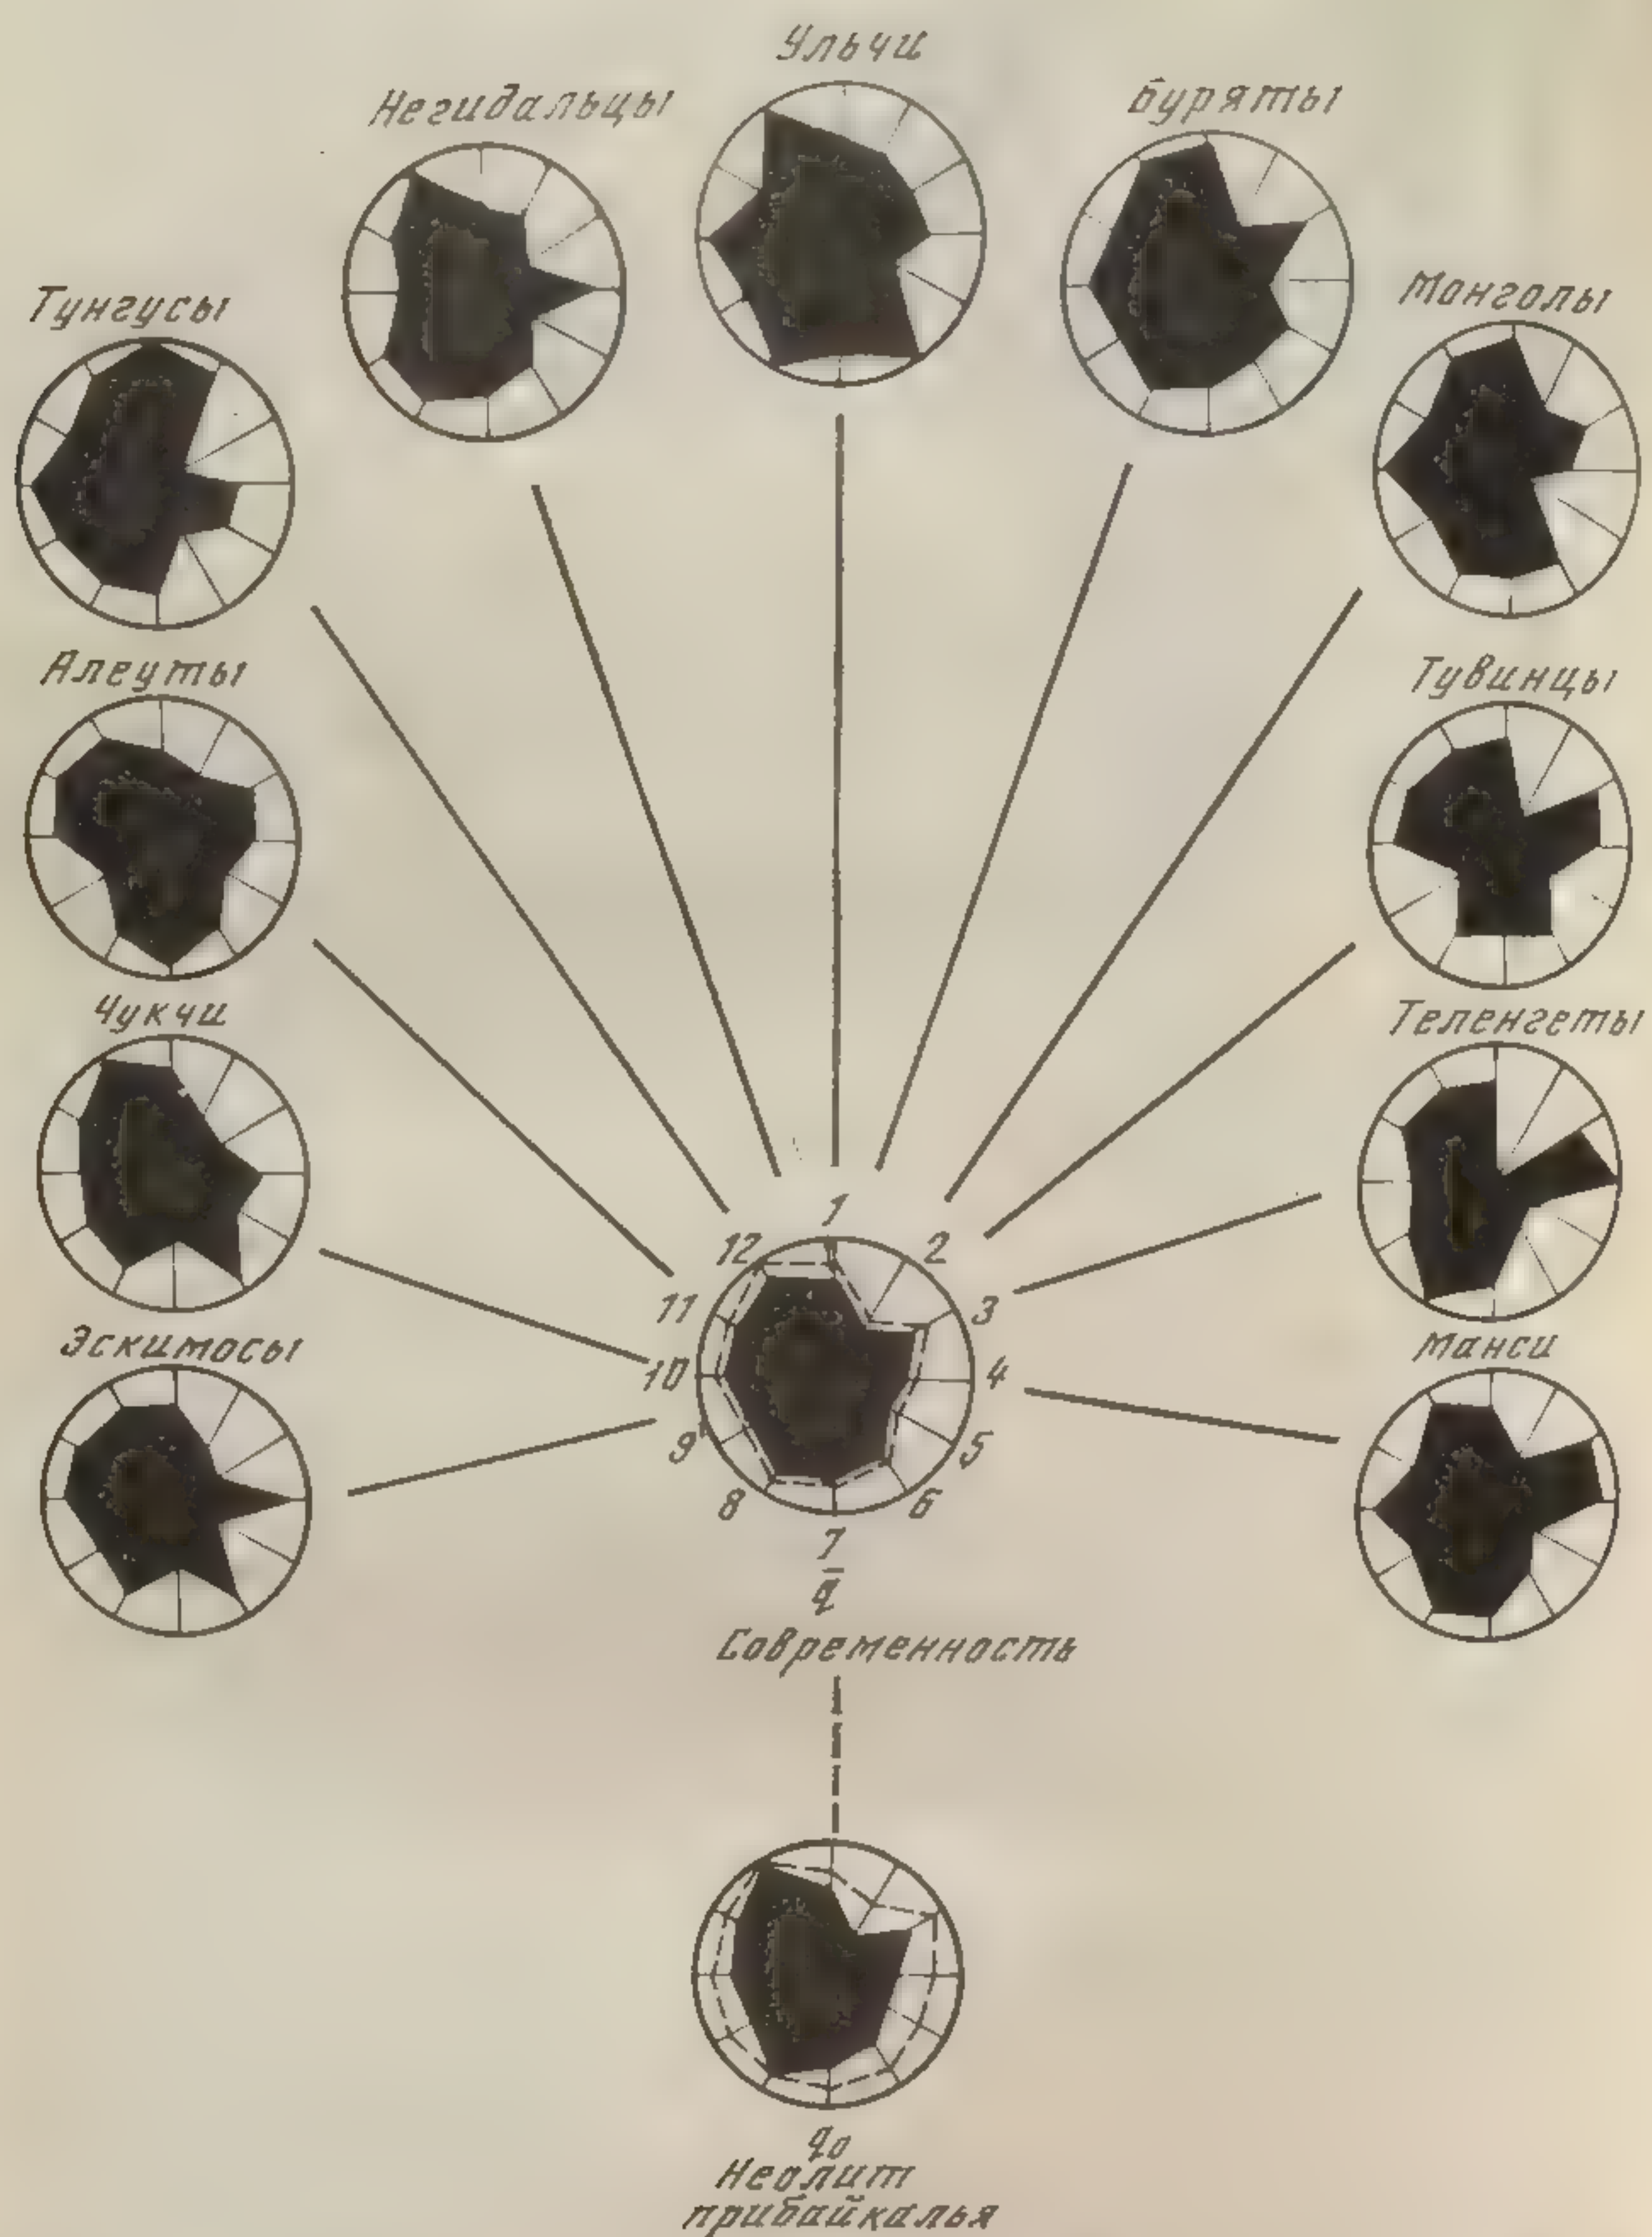 Ульчи
Негидальцы
Буряты
Тунгусы
Монголы
Алеуты
Тувинцы
Чукчи
Теленгеты
Эскимосы
Манси
1
2
3
4
5
6
7
8
9
10
11
12
q̄
Современность
q₀
Неолит
прибайкалья